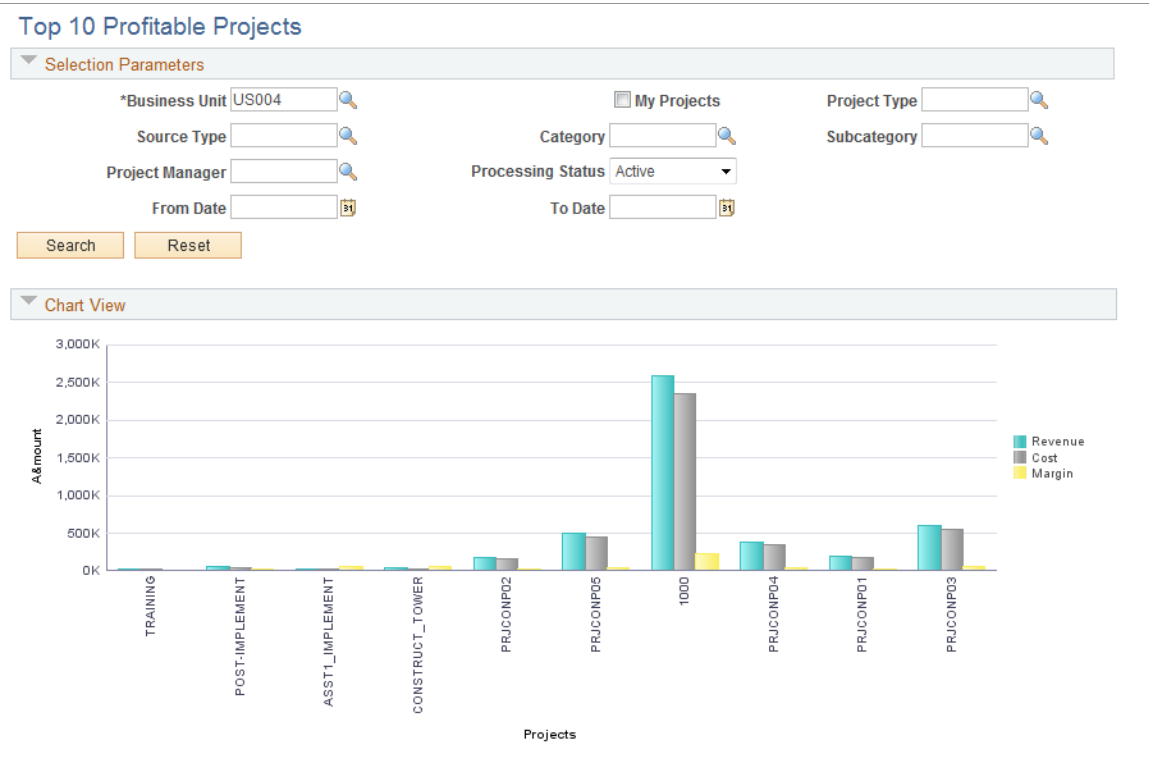 Top 10 Profitable Projects
Selection Parameters
*Business Unit US004 My Projects Project Type
Source Type Category Subcategory
Project Manager Processing Status Active
From Date 31 To Date 31
Search Reset
Chart View
3,000K
2,500K
2,000K
1,500K
1,000K
500K
0K
A&mount
Revenue
Cost
Margin
TRAINING
POST-IMPLEMENT
ASST1_IMPLEMENT
CONSTRUCT_TOWER
PRJCONP02
PRJCONP05
1000
PRJCONP04
PRJCONP01
PRJCONP03
Projects